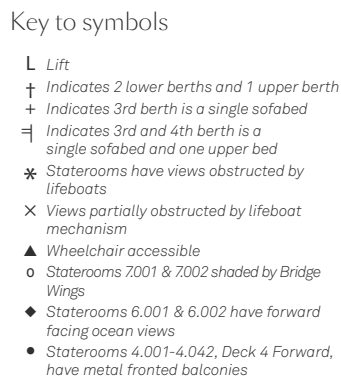 Key to symbols
L Lift
† Indicates 2 lower berths and 1 upper berth
+ Indicates 3rd berth is a single sofabed
╡ Indicates 3rd and 4th berth is a
single sofabed and one upper bed
✶ Staterooms have views obstructed by
lifeboats
× Views partially obstructed by lifeboat
mechanism
▲ Wheelchair accessible
o Staterooms 7.001 & 7.002 shaded by Bridge
Wings
◆ Staterooms 6.001 & 6.002 have forward
facing ocean views
● Staterooms 4.001-4.042, Deck 4 Forward,
have metal fronted balconies